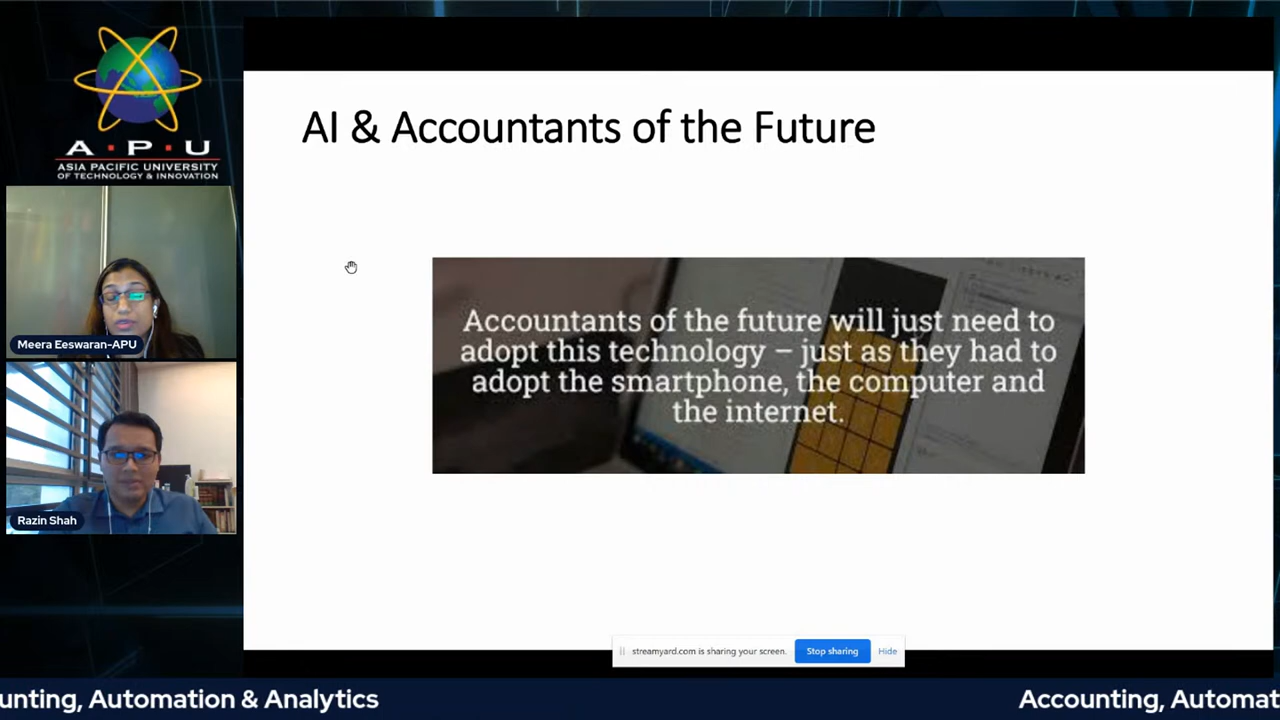 A·P·U
ASIA PACIFIC UNIVERSITY
OF TECHNOLOGY & INNOVATION
Meera Eeswaran-APU
Razin Shah
AI & Accountants of the Future
Accountants of the future will just need to
adopt this technology – just as they had to
adopt the smartphone, the computer and
the internet.
streamyard.com is sharing your screen.
Stop sharing
Hide
unting, Automation & Analytics
Accounting, Automat